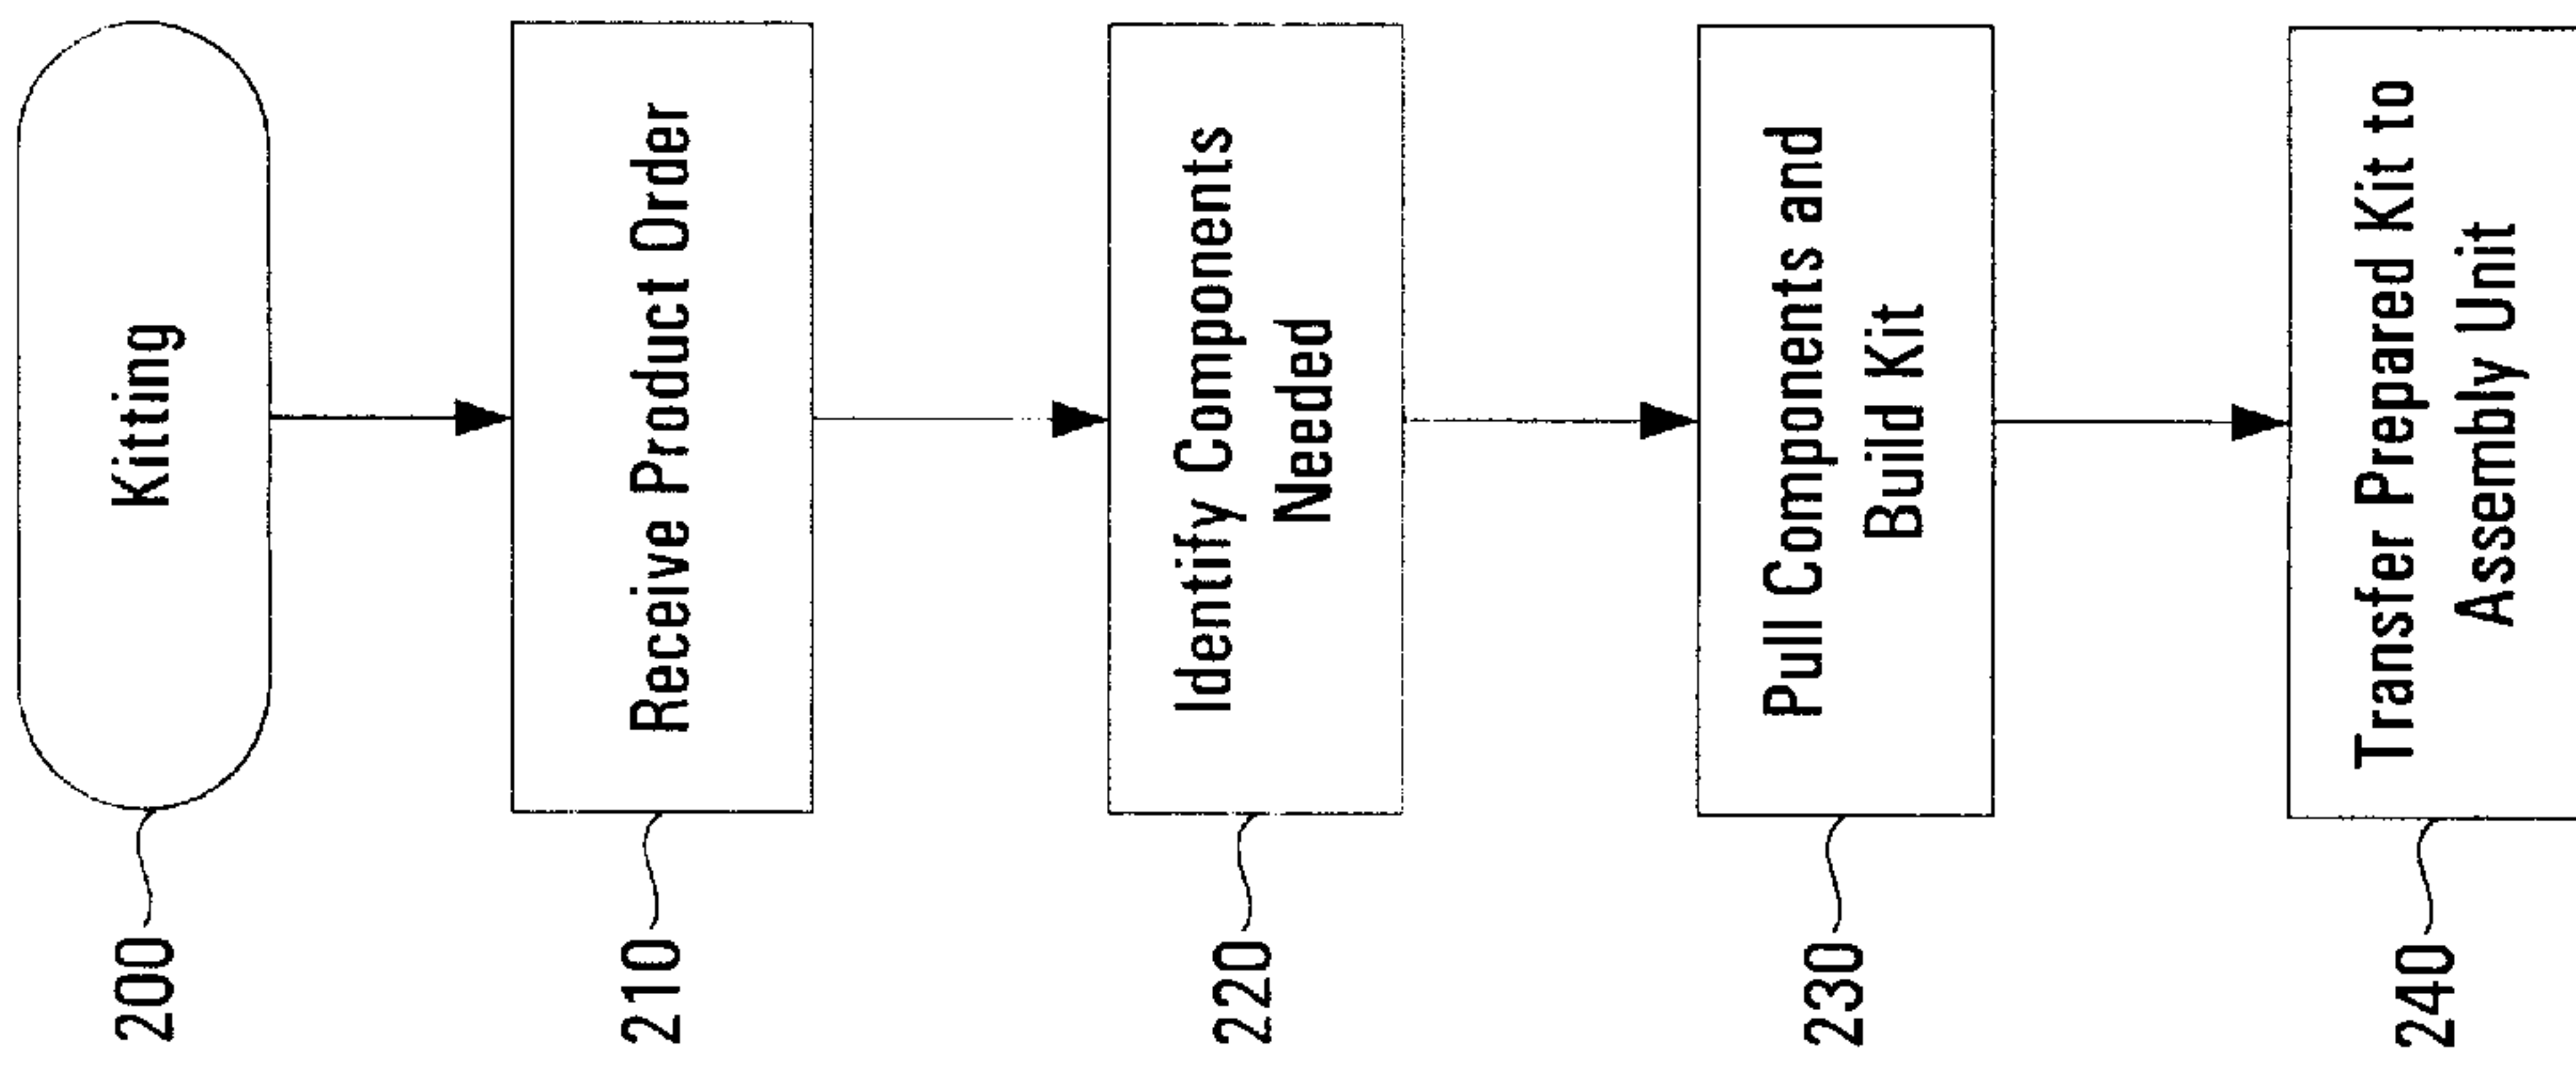 200
Kitting
210
Receive Product Order
220
Identify Components
Needed
230
Pull Components and
Build Kit
240
Transfer Prepared Kit to
Assembly Unit